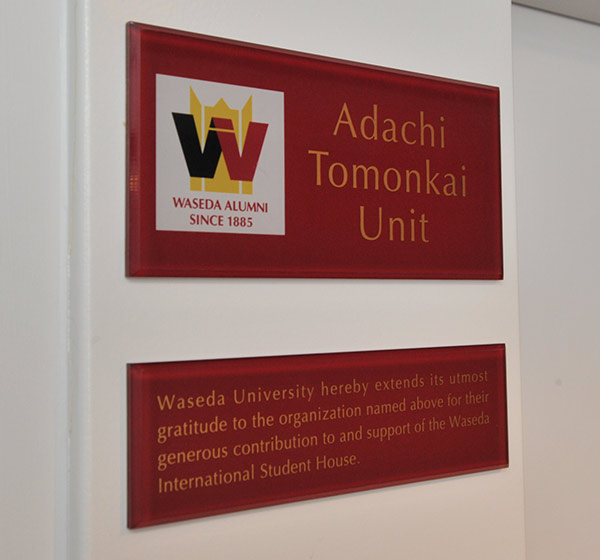 Adachi
Tomonkai
Unit
WASEDA ALUMNI
SINCE 1885
Waseda University hereby extends its utmost
gratitude to the organization named above for their
generous contribution to and support of the Waseda
International Student House.